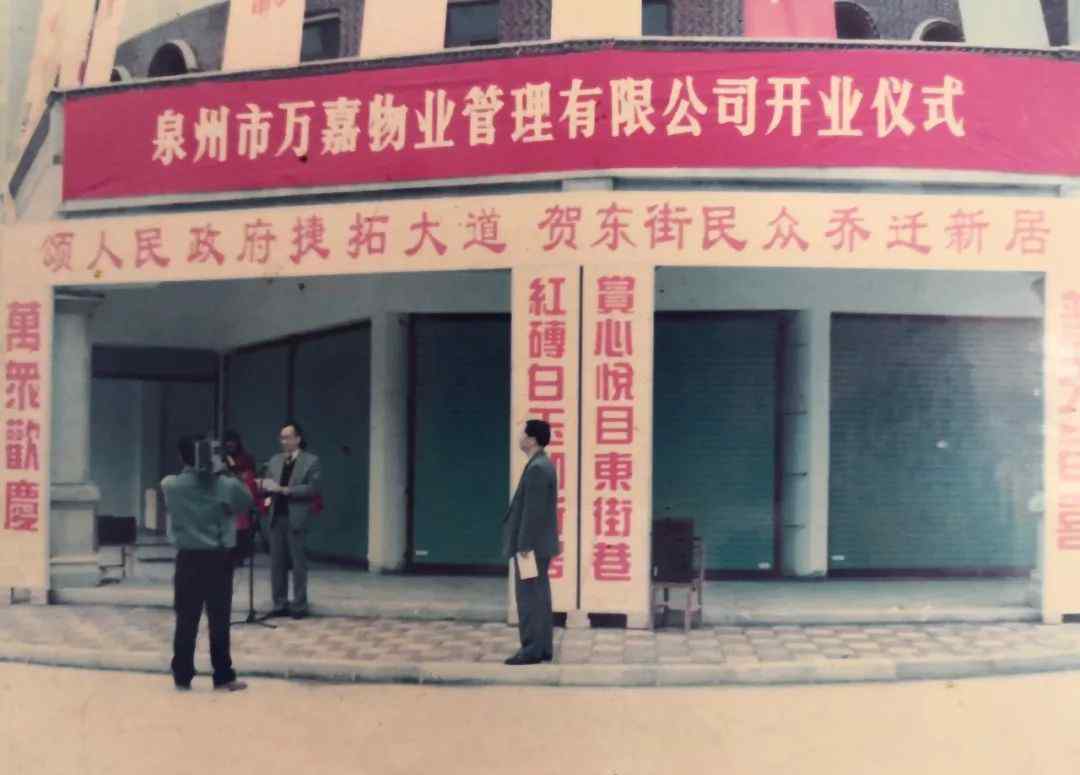 泉州市万嘉物业管理有限公司开业仪式
颂人民政府捷拓大道 贺东街民众乔迁新居
萬衆歡慶
紅磚白玉
賞心悅目東街巷